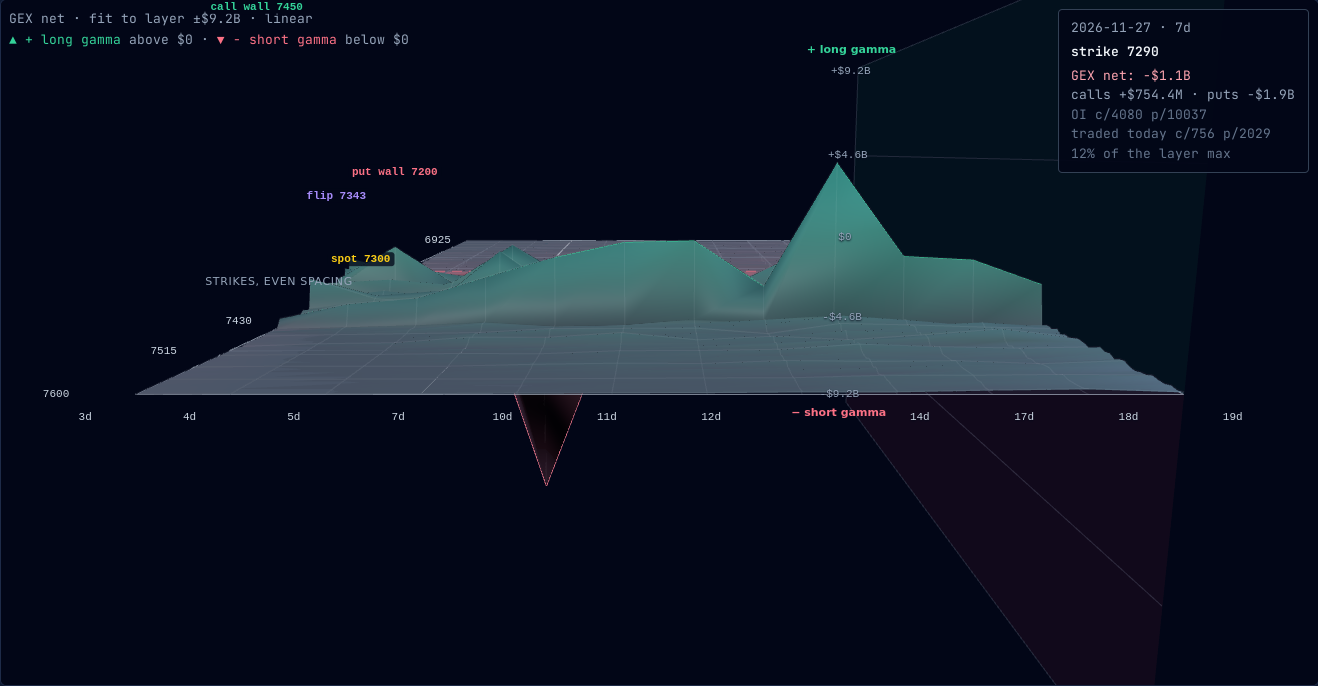 call wall 7450
GEX net · fit to layer ±$9.2B · linear
▲ + long gamma above $0 · ▼ - short gamma below $0
2026-11-27 · 7d
strike 7290
GEX net: -$1.1B
calls +$754.4M · puts -$1.9B
OI c/4080 p/10037
traded today c/756 p/2029
12% of the layer max
+ long gamma
+$9.2B
+$4.6B
$0
-$4.6B
-$9.2B
− short gamma
put wall 7200
flip 7343
spot 7300
STRIKES, EVEN SPACING
6925
7430
7515
7600
3d
4d
5d
7d
10d
11d
12d
14d
17d
18d
19d